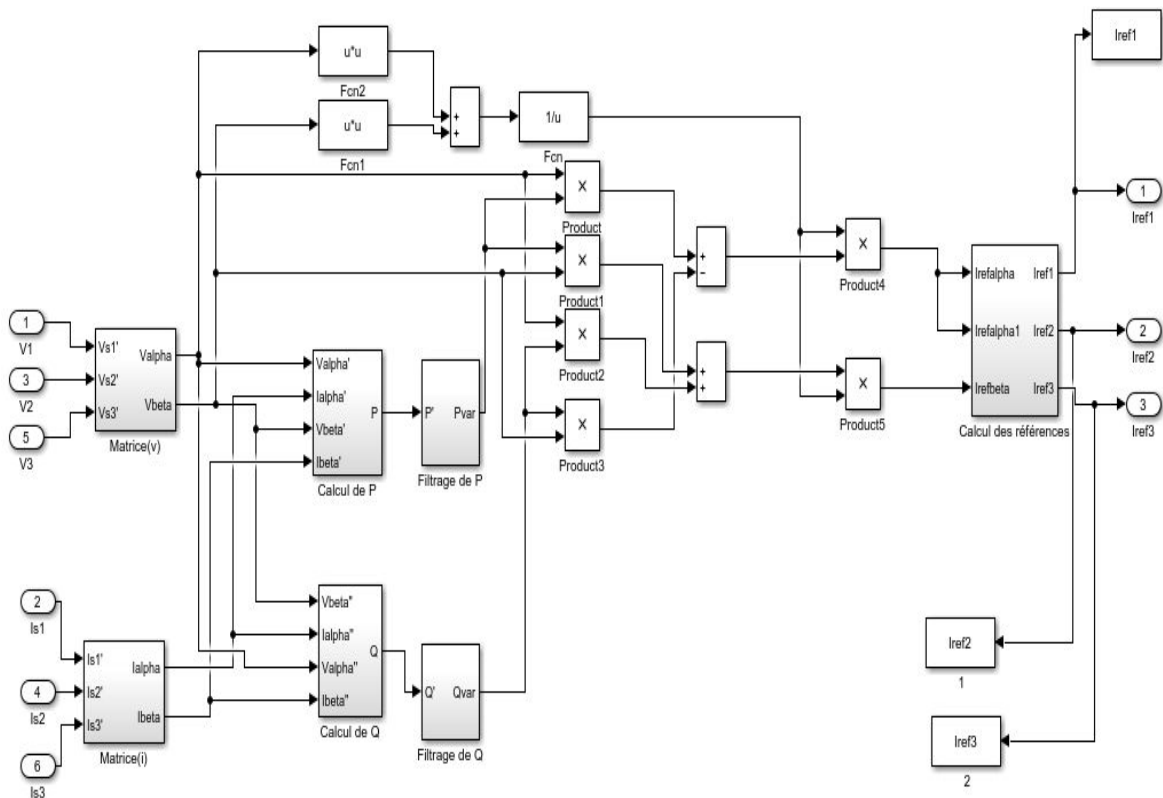 u*u
Fcn2
u*u
Fcn1
+
+
1/u
Fcn
×
Product
×
Product1
×
Product2
×
Product3
+
−
+
+
×
Product4
×
Product5
Irefalpha
Irefalpha1
Irefbeta
Iref1
Iref2
Iref3
Calcul des référénces
Iref1
1
Iref1
2
Iref2
3
Iref3
Iref2
1
Iref3
2
1
V1
3
V2
5
V3
Vs1'
Vs2'
Vs3'
Valpha
Vbeta
Matrice(v)
Valpha'
Ialpha'
Vbeta'
Ibeta'
P
Calcul de P
P'
Pvar
Filtrage de P
2
Is1
4
Is2
6
Is3
Is1'
Is2'
Is3'
Ialpha
Ibeta
Matrice(i)
Vbeta"
Ialpha"
Valpha"
Ibeta"
Q
Calcul de Q
Q'
Qvar
Filtrage de Q